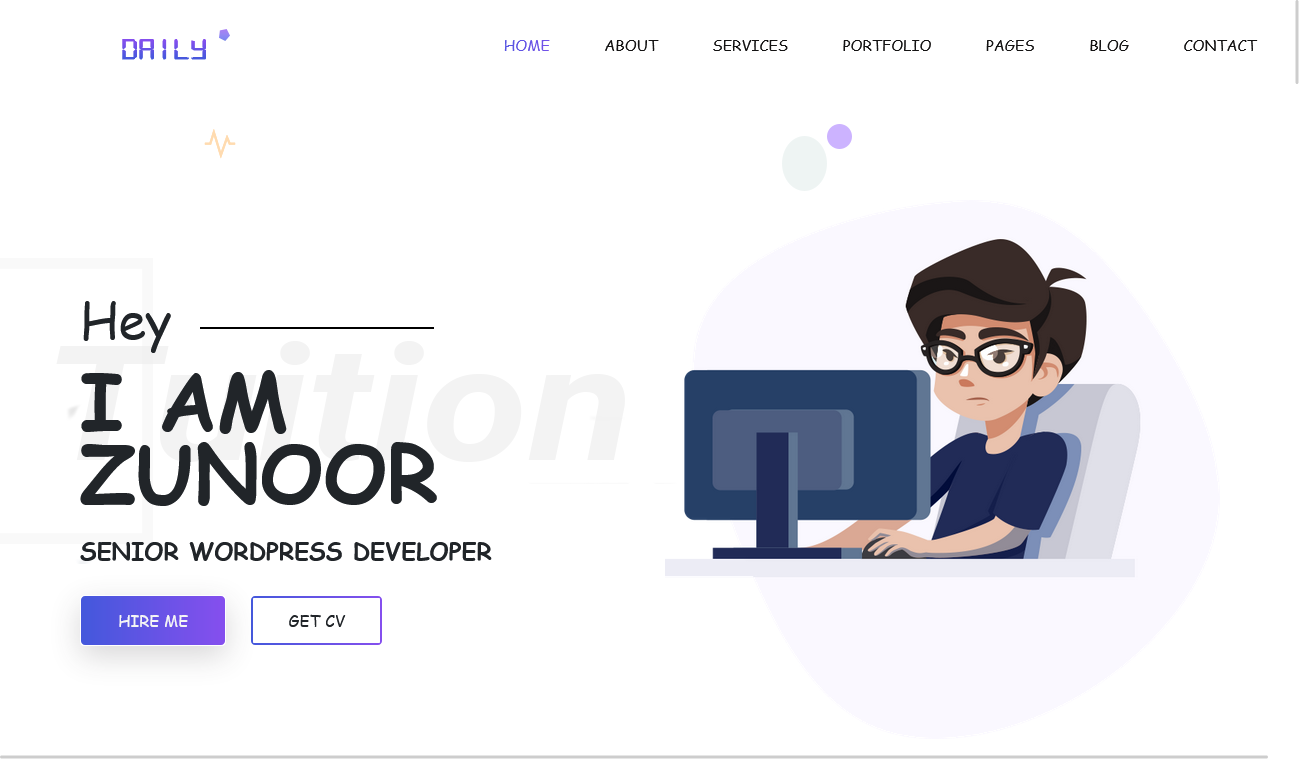 DAILY
HOME ABOUT SERVICES PORTFOLIO PAGES BLOG CONTACT
Hey
Tuition
I AM
ZUNOOR
SENIOR WORDPRESS DEVELOPER
HIRE ME GET CV